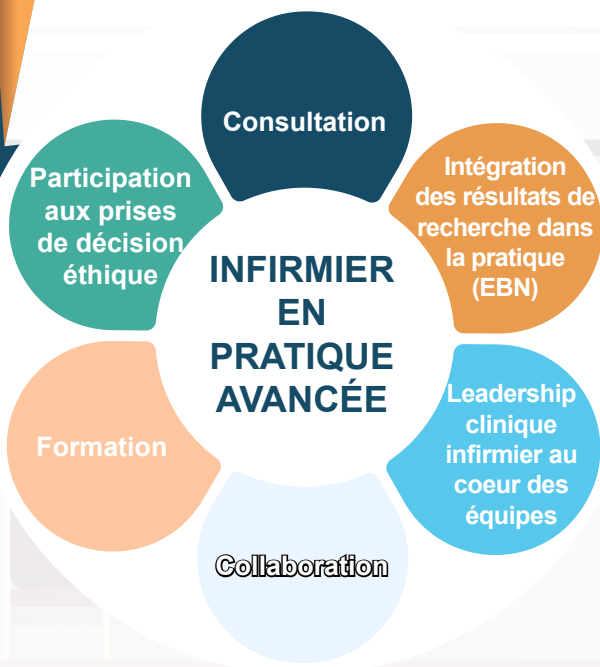 Consultation
Intégration
des résultats de
recherche dans
la pratique
(EBN)
Leadership
clinique
infirmier au
coeur des
équipes
Collaboration
Formation
Participation
aux prises
de décision
éthique
INFIRMIER
EN
PRATIQUE
AVANCÉE